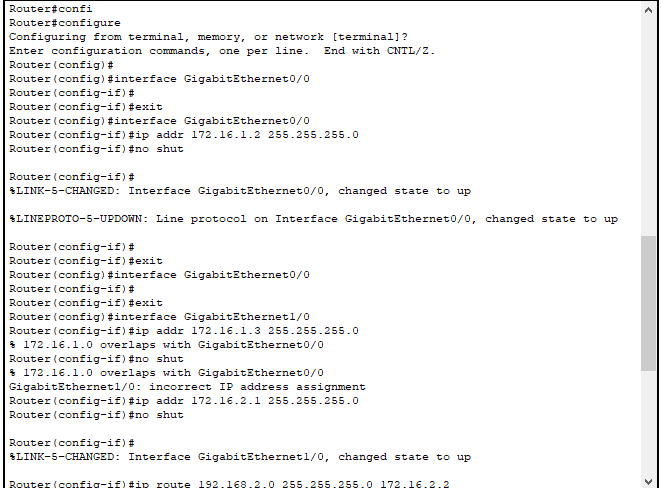 Router#confi
Router#configure
Configuring from terminal, memory, or network [terminal]?
Enter configuration commands, one per line.  End with CNTL/Z.
Router(config)#
Router(config)#interface GigabitEthernet0/0
Router(config-if)#
Router(config-if)#exit
Router(config)#interface GigabitEthernet0/0
Router(config-if)#ip addr 172.16.1.2 255.255.255.0
Router(config-if)#no shut
Router(config-if)#
%LINK-5-CHANGED: Interface GigabitEthernet0/0, changed state to up
%LINEPROTO-5-UPDOWN: Line protocol on Interface GigabitEthernet0/0, changed state to up
Router(config-if)#
Router(config-if)#exit
Router(config)#interface GigabitEthernet0/0
Router(config-if)#
Router(config-if)#exit
Router(config)#interface GigabitEthernet1/0
Router(config-if)#ip addr 172.16.1.3 255.255.255.0
% 172.16.1.0 overlaps with GigabitEthernet0/0
Router(config-if)#no shut
% 172.16.1.0 overlaps with GigabitEthernet0/0
GigabitEthernet1/0: incorrect IP address assignment
Router(config-if)#ip addr 172.16.2.1 255.255.255.0
Router(config-if)#no shut
Router(config-if)#
%LINK-5-CHANGED: Interface GigabitEthernet1/0, changed state to up
Router(config-if)#ip route 192.168.2.0 255.255.255.0 172.16.2.2